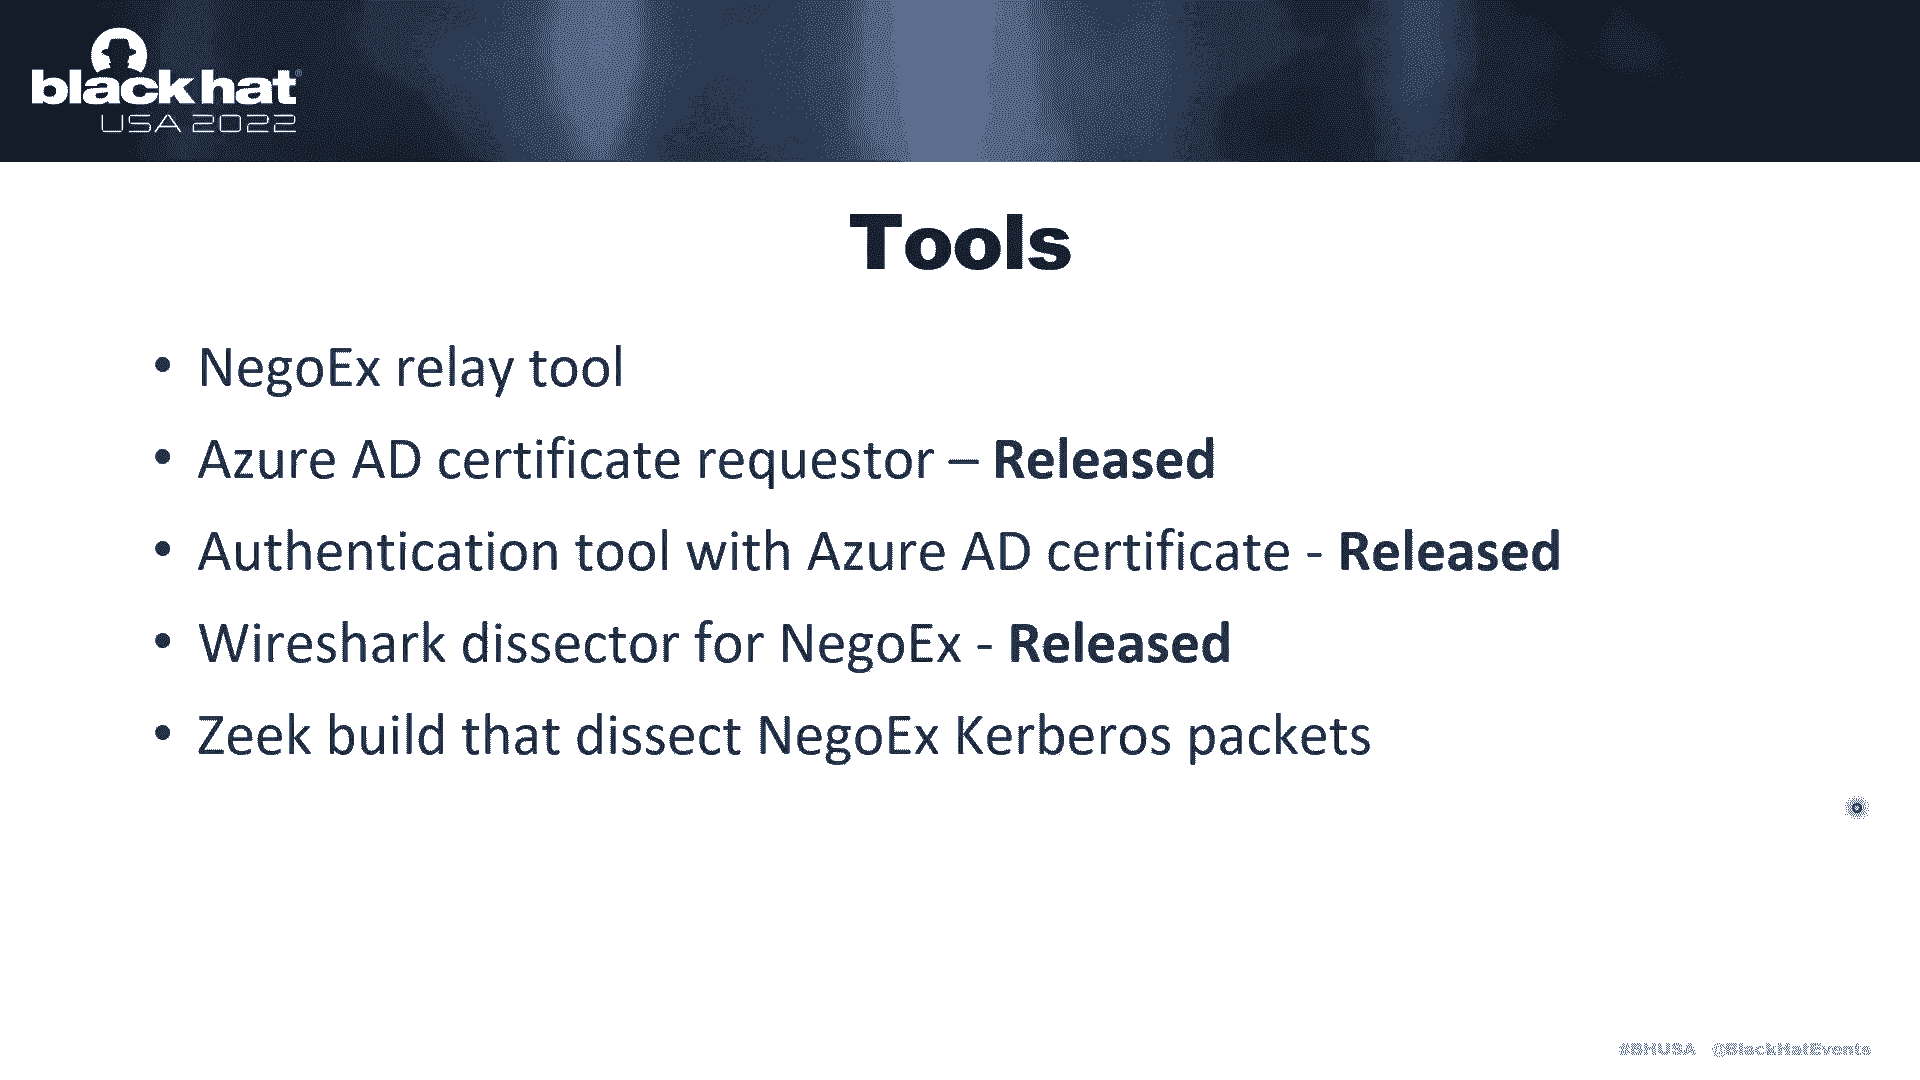 black hat®
USA 2022
Tools
• NegoEx relay tool
• Azure AD certificate requestor – Released
• Authentication tool with Azure AD certificate - Released
• Wireshark dissector for NegoEx - Released
• Zeek build that dissect NegoEx Kerberos packets
#BHUSA @BlackHatEvents